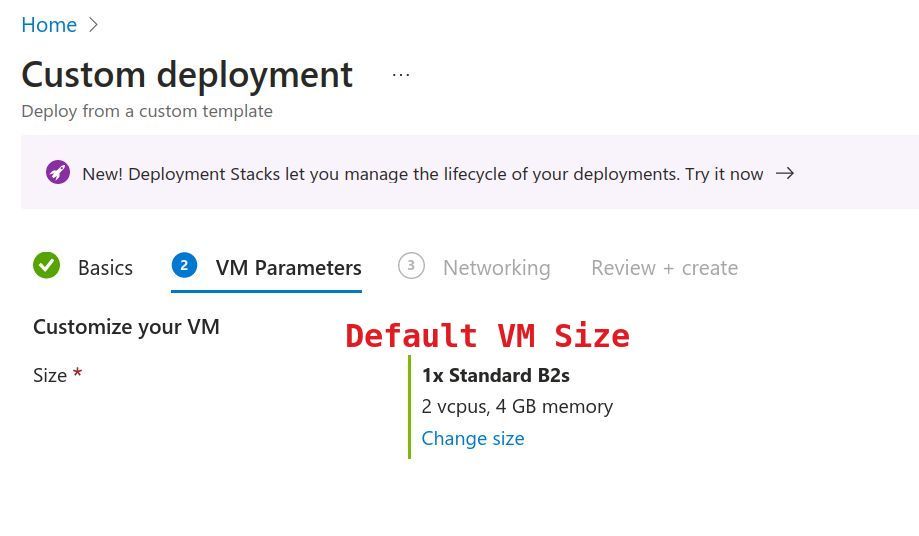 Home >
Custom deployment ...
Deploy from a custom template
New! Deployment Stacks let you manage the lifecycle of your deployments. Try it now →
Basics 2 VM Parameters 3 Networking Review + create
Customize your VM
Default VM Size
Size *
1x Standard B2s
2 vcpus, 4 GB memory
Change size